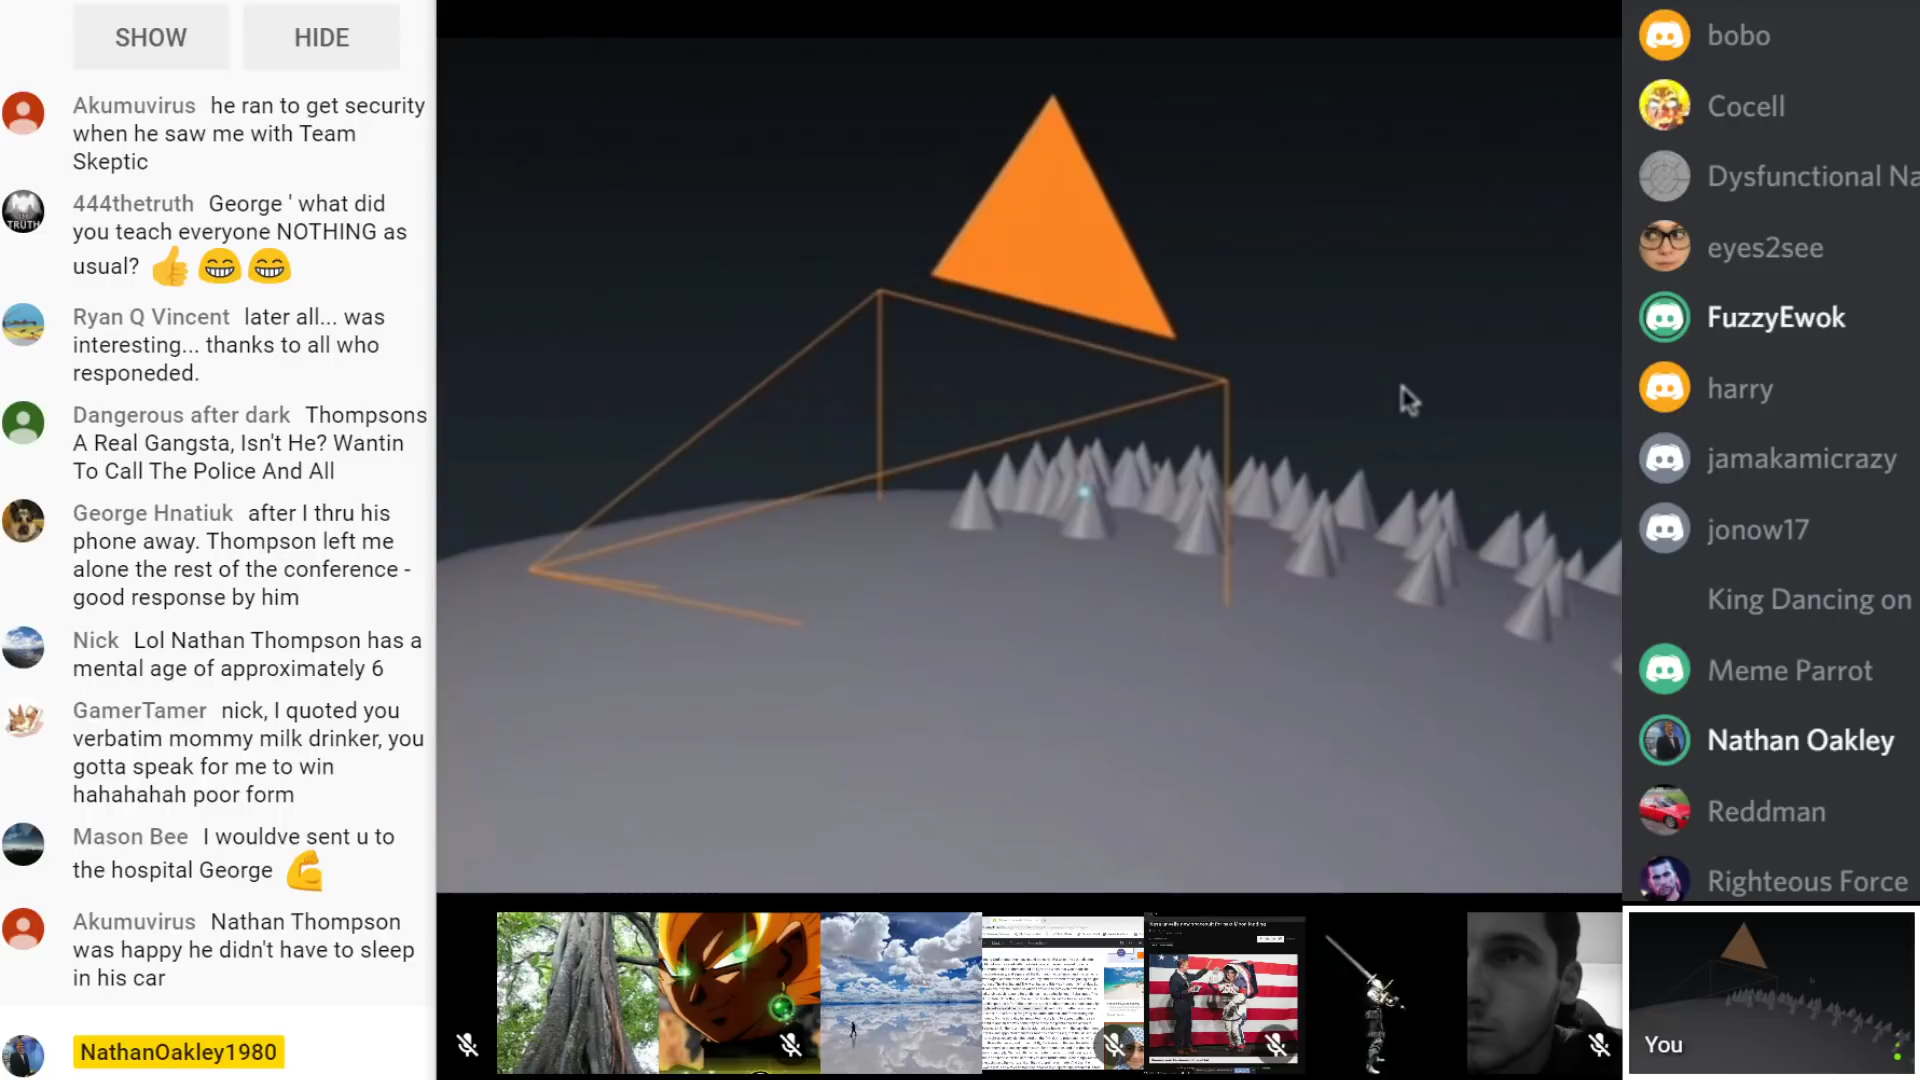 SHOW
HIDE
Akumuvirus he ran to get security
when he saw me with Team
Skeptic
444thetruth George ' what did
you teach everyone NOTHING as
usual? 👍😁😁
Ryan Q Vincent later all... was
interesting... thanks to all who
responeded.
Dangerous after dark Thompsons
A Real Gangsta, Isn't He? Wantin
To Call The Police And All
George Hnatiuk after I thru his
phone away. Thompson left me
alone the rest of the conference -
good response by him
Nick Lol Nathan Thompson has a
mental age of approximately 6
GamerTamer nick, I quoted you
verbatim mommy milk drinker, you
gotta speak for me to win
hahahahah poor form
Mason Bee I wouldve sent u to
the hospital George 💪
Akumuvirus Nathan Thompson
was happy he didn't have to sleep
in his car
NathanOakley1980
bobo
Cocell
Dysfunctional Na
eyes2see
FuzzyEwok
harry
jamakamicrazy
jonow17
King Dancing on
Meme Parrot
Nathan Oakley
Reddman
Righteous Force
You
TRUTH